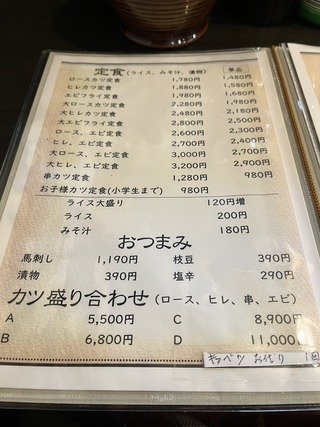 定食(ライス、みそ汁、漬物) 単品
ロースカツ定食 1,780円 1,480円
ヒレカツ定食 1,880円 1,580円
エビフライ定食 1,980円 1,680円
大ロースカツ定食 2,280円 1,980円
大ヒレカツ定食 2,480円 2,180円
大エビフライ定食 2,800円 2,500円
ロース、エビ定食 2,600円 2,300円
ヒレ、エビ定食 2,700円 2,400円
大ロース、エビ定食 3,000円 2,700円
大ヒレ、エビ定食 3,200円 2,900円
串カツ定食 1,280円 980円
お子様カツ定食(小学生まで) 980円
ライス大盛り 120円増
ライス 200円
みそ汁 180円
おつまみ
馬刺し 1,190円 枝豆 390円
漬物 390円 塩辛 290円
カツ盛り合わせ(ロース、ヒレ、串、エビ)
A 5,500円 C 8,900円
B 6,800円 D 11,000
キャベツ おかわり 1回